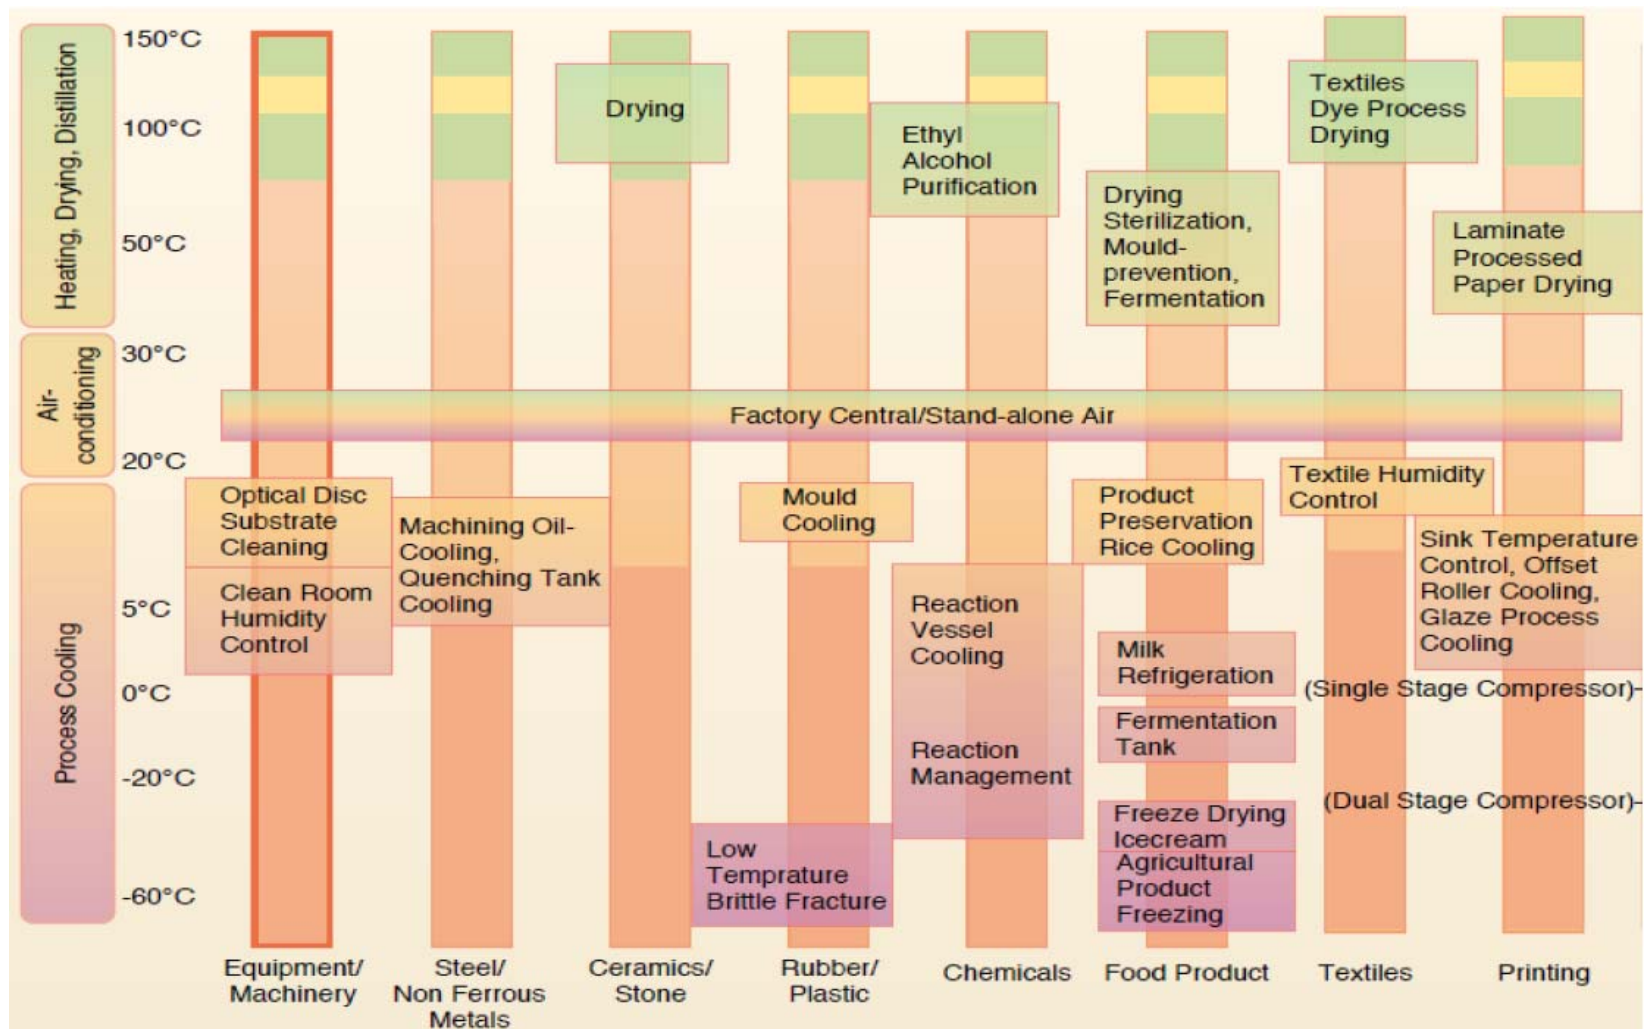 Heating, Drying, Distillation
Air-
conditioning
Process Cooling
150°C
100°C
50°C
30°C
20°C
5°C
0°C
-20°C
-60°C
Drying
Ethyl
Alcohol
Purification
Drying
Sterilization,
Mould-
prevention,
Fermentation
Textiles
Dye Process
Drying
Laminate
Processed
Paper Drying
Factory Central/Stand-alone Air
Optical Disc
Substrate
Cleaning
Clean Room
Humidity
Control
Machining Oil-
Cooling,
Quenching Tank
Cooling
Mould
Cooling
Low
Temprature
Brittle Fracture
Reaction
Vessel
Cooling
Reaction
Management
Product
Preservation
Rice Cooling
Milk
Refrigeration
Fermentation
Tank
Freeze Drying
Icecream
Agricultural
Product
Freezing
Textile Humidity
Control
Sink Temperature
Control, Offset
Roller Cooling,
Glaze Process
Cooling
(Single Stage Compressor)-
(Dual Stage Compressor)-
Equipment/
Machinery
Steel/
Non Ferrous
Metals
Ceramics/
Stone
Rubber/
Plastic
Chemicals
Food Product
Textiles
Printing